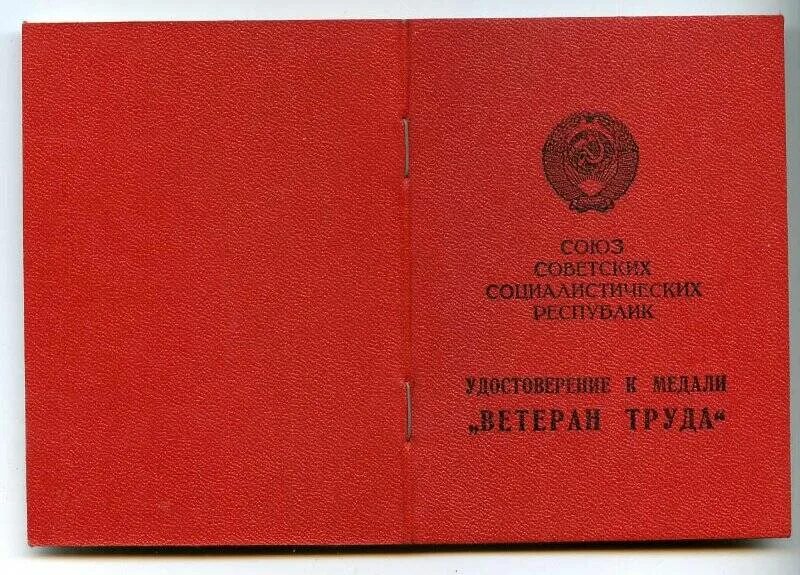 СОЮЗ
СОВЕТСКИХ
СОЦИАЛИСТИЧЕСКИХ
РЕСПУБЛИК
УДОСТОВЕРЕНИЕ К МЕДАЛИ
„ВЕТЕРАН ТРУДА“